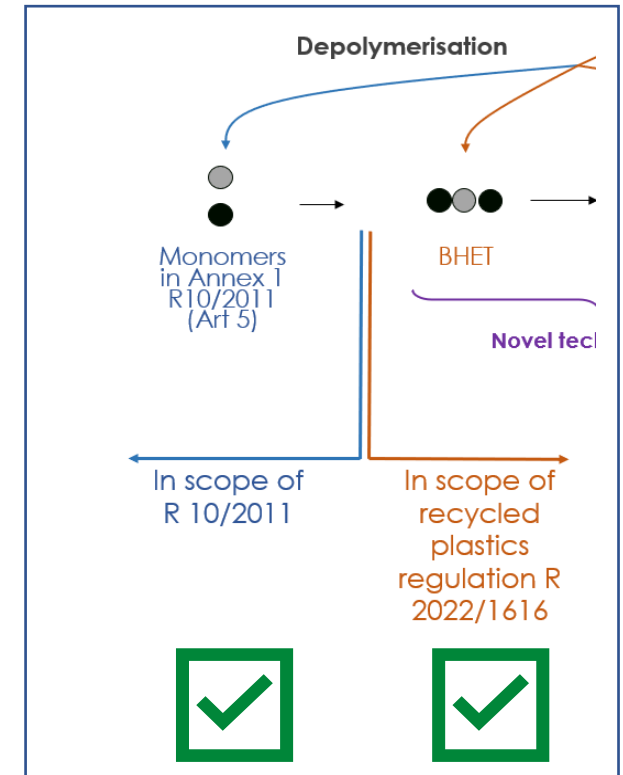 Depolymerisation
Monomers
in Annex 1
R10/2011
(Art 5)
BHET
Novel
In scope of
R 10/2011
In scope of
recycled
plastics
regulation R
2022/1616